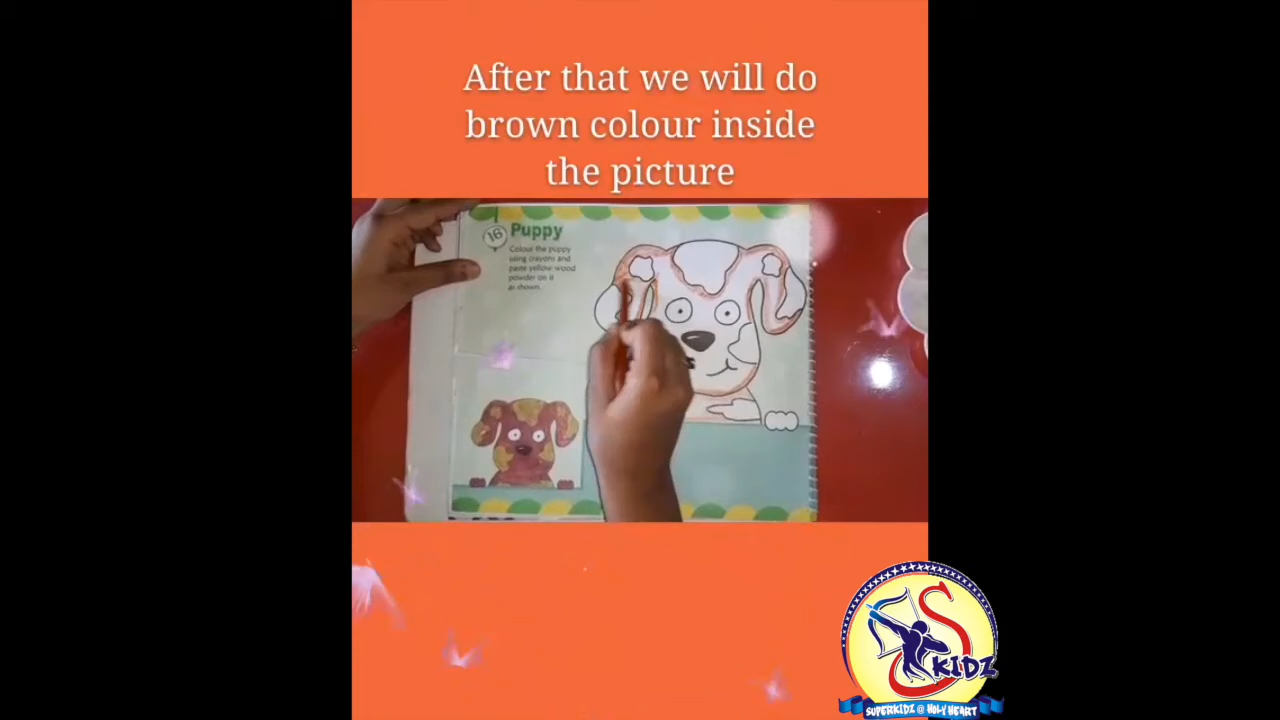 After that we will do
brown colour inside
the picture
16
Puppy
Colour the puppy
using crayons and
paste yellow wood
powder on it
as shown.
S
KIDZ
SUPERKIDZ @ HOLY HEART